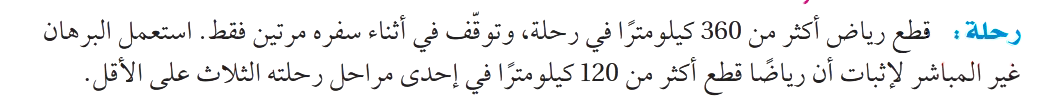 رحلة: قطع رياض أكثر من 360 كيلومترًا في رحلة، وتوقّف في أثناء سفره مرتين فقط. استعمل البرهان
غير المباشر لإثبات أن رياضًا قطع أكثر من 120 كيلومترًا في إحدى مراحل رحلته الثلاث على الأقل.